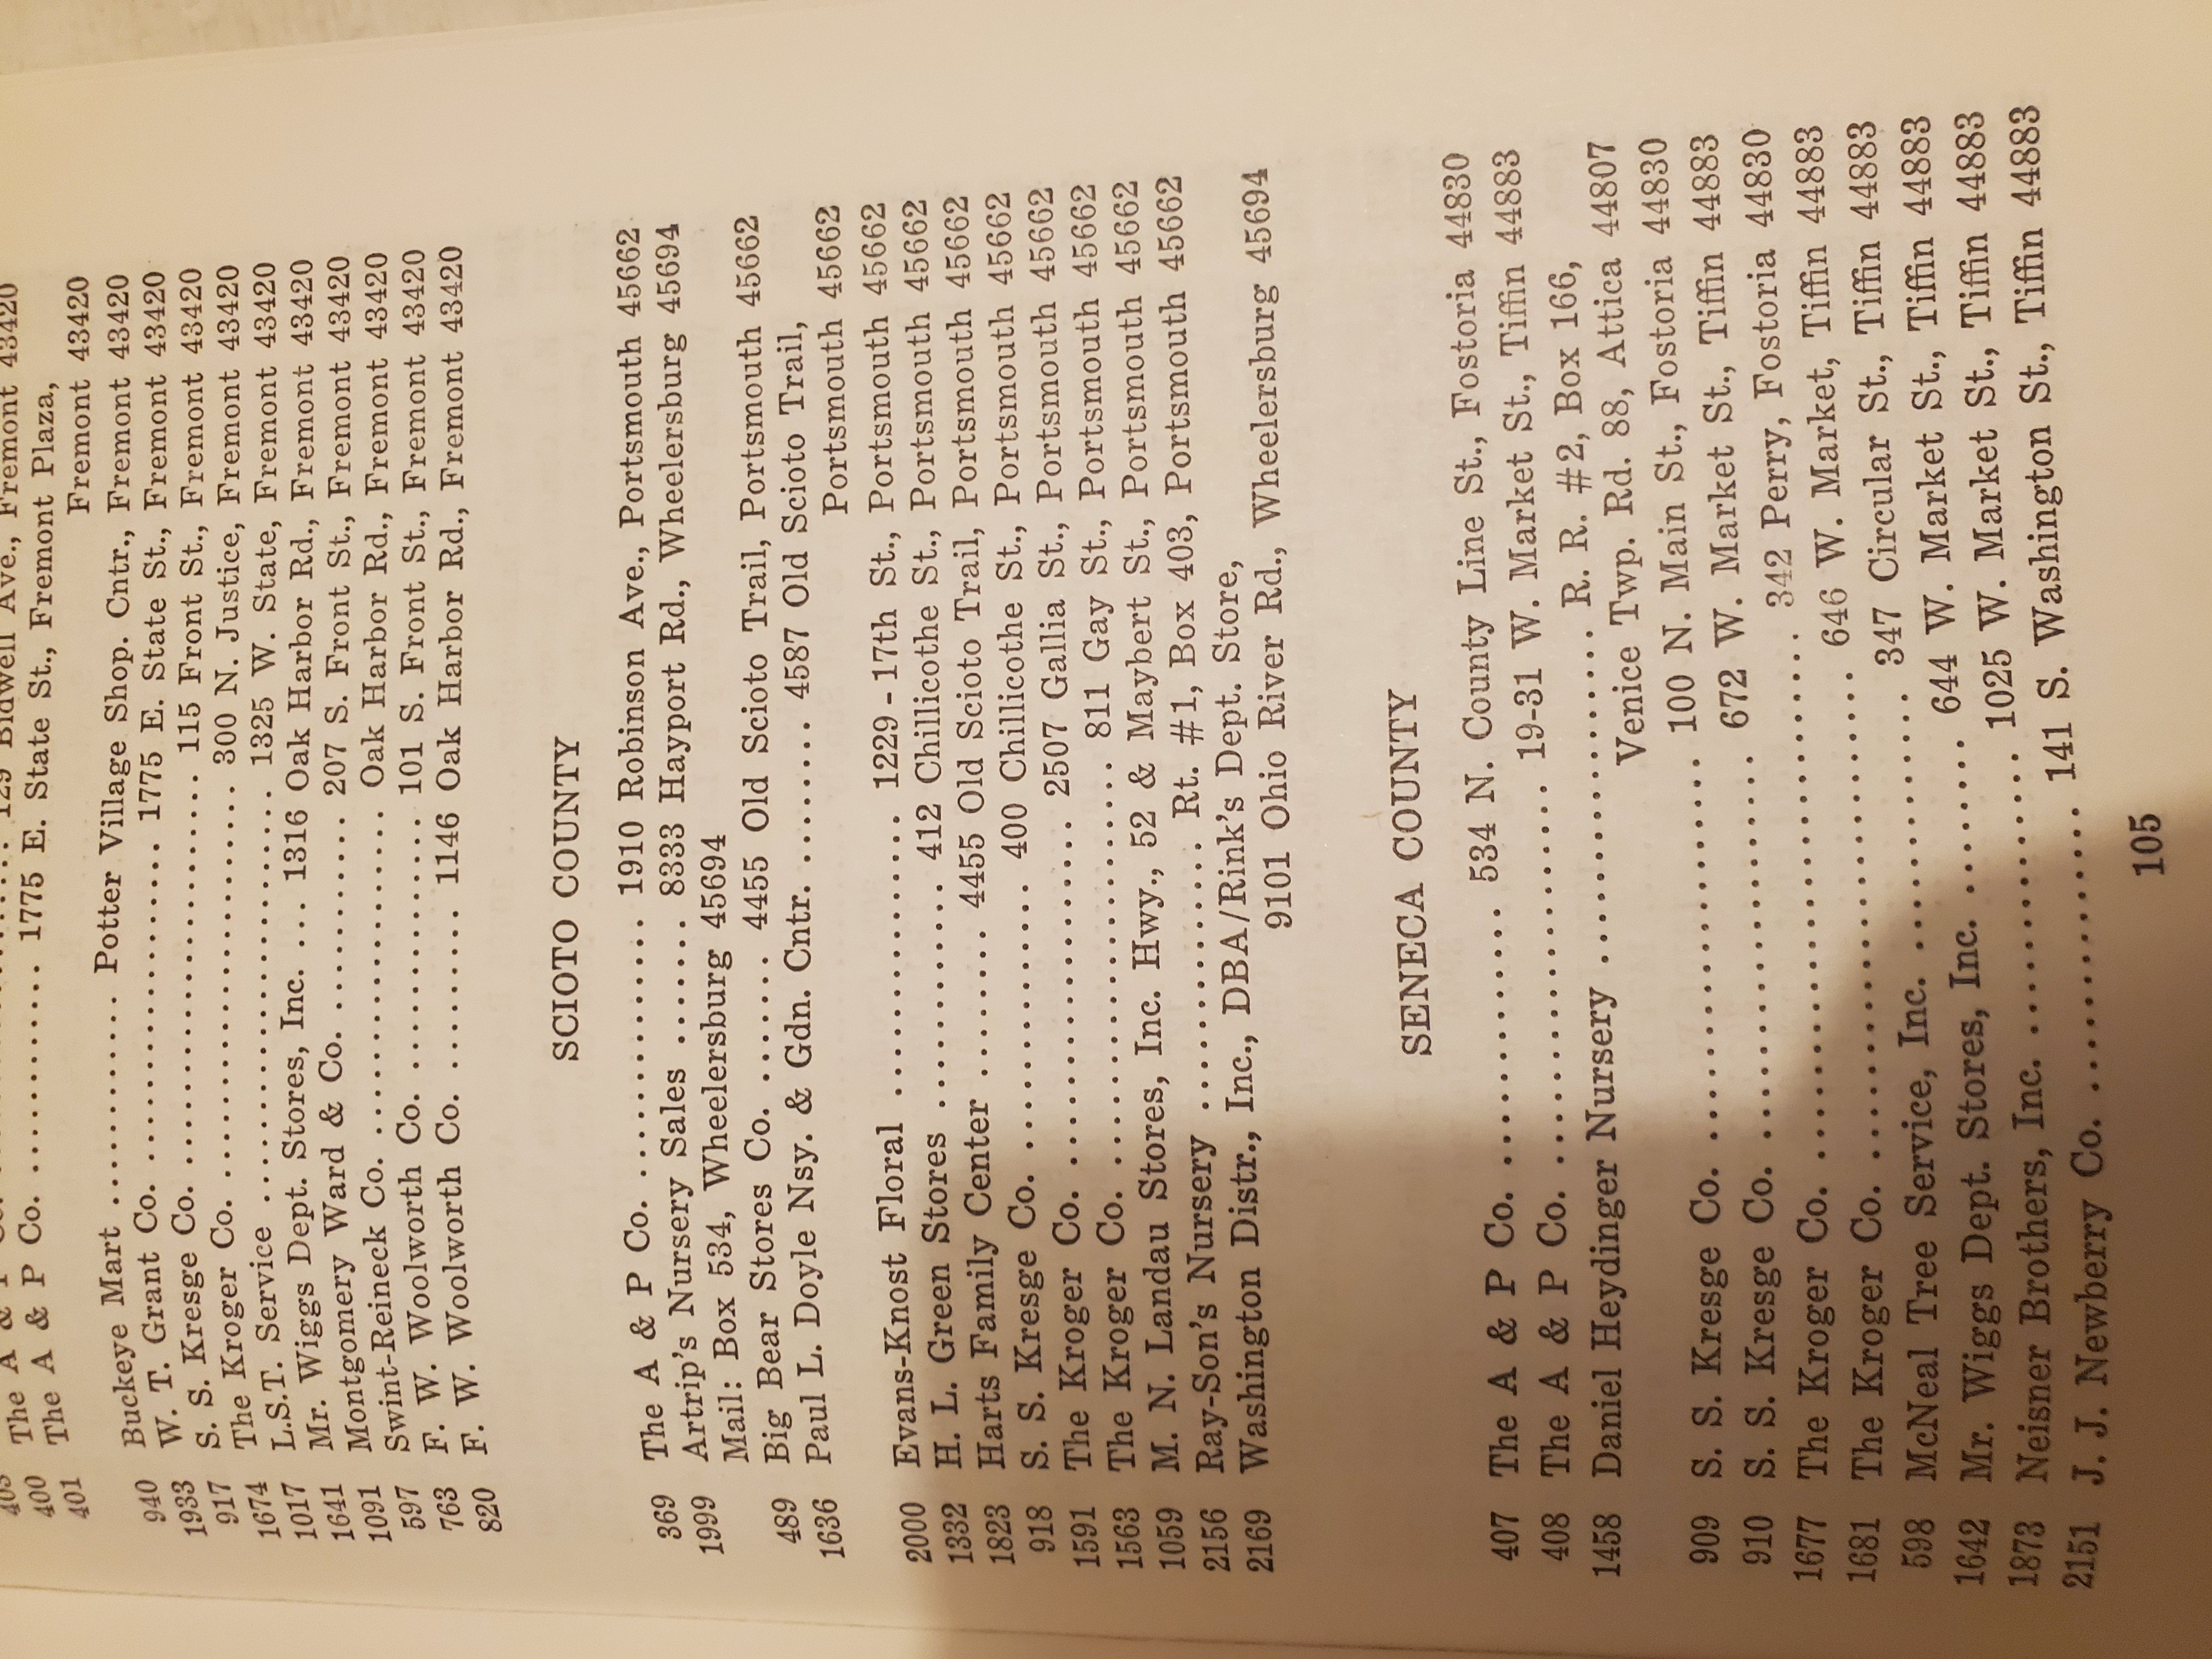 400 The A & P Co. 129 Bidwell Ave., Fremont 43420
401 The A & P Co. ............... 1775 E. State St., Fremont Plaza,
Fremont 43420
940 Buckeye Mart ............... Potter Village Shop. Cntr., Fremont 43420
1933 W. T. Grant Co. ........................ 1775 E. State St., Fremont 43420
917 S. S. Kresge Co. ............................ 115 Front St., Fremont 43420
1674 The Kroger Co. .......................... 300 N. Justice, Fremont 43420
1017 L.S.T. Service ........................... 1325 W. State, Fremont 43420
1641 Mr. Wiggs Dept. Stores, Inc. ... 1316 Oak Harbor Rd., Fremont 43420
1091 Montgomery Ward & Co. ............. 207 S. Front St., Fremont 43420
597 Swint-Reineck Co. ..................... Oak Harbor Rd., Fremont 43420
763 F. W. Woolworth Co. ................. 101 S. Front St., Fremont 43420
820 F. W. Woolworth Co. ........... 1146 Oak Harbor Rd., Fremont 43420
SCIOTO COUNTY
369 The A & P Co. ................. 1910 Robinson Ave., Portsmouth 45662
1999 Artrip's Nursery Sales ....... 8333 Hayport Rd., Wheelersburg 45694
Mail: Box 534, Wheelersburg 45694
489 Big Bear Stores Co. ......... 4455 Old Scioto Trail, Portsmouth 45662
1636 Paul L. Doyle Nsy. & Gdn. Cntr. ......... 4587 Old Scioto Trail,
Portsmouth 45662
2000 Evans-Knost Floral ................ 1229-17th St., Portsmouth 45662
1332 H. L. Green Stores ............. 412 Chillicothe St., Portsmouth 45662
1823 Harts Family Center ......... 4455 Old Scioto Trail, Portsmouth 45662
918 S. S. Kresge Co. ................ 400 Chillicothe St., Portsmouth 45662
1591 The Kroger Co. .................... 2507 Gallia St., Portsmouth 45662
1563 The Kroger Co. ....................... 811 Gay St., Portsmouth 45662
1059 M. N. Landau Stores, Inc. Hwy., 52 & Maybert St., Portsmouth 45662
2156 Ray-Son's Nursery ............... Rt. #1, Box 403, Portsmouth 45662
2169 Washington Distr., Inc., DBA/Rink's Dept. Store,
9101 Ohio River Rd., Wheelersburg 45694
SENECA COUNTY
407 The A & P Co. ............... 534 N. County Line St., Fostoria 44830
408 The A & P Co. ..................... 19-31 W. Market St., Tiffin 44883
1458 Daniel Heydinger Nursery ................... R. R. #2, Box 166,
Venice Twp. Rd. 88, Attica 44807
909 S. S. Kresge Co. ..................... 100 N. Main St., Fostoria 44830
910 S. S. Kresge Co. ..................... 672 W. Market St., Tiffin 44883
1677 The Kroger Co. ............................ 342 Perry, Fostoria 44830
1681 The Kroger Co. .......................... 646 W. Market, Tiffin 44883
598 McNeal Tree Service, Inc. .............. 347 Circular St., Tiffin 44883
1642 Mr. Wiggs Dept. Stores, Inc. ......... 644 W. Market St., Tiffin 44883
1873 Neisner Brothers, Inc. .............. 1025 W. Market St., Tiffin 44883
2151 J. J. Newberry Co. ............... 141 S. Washington St., Tiffin 44883
105